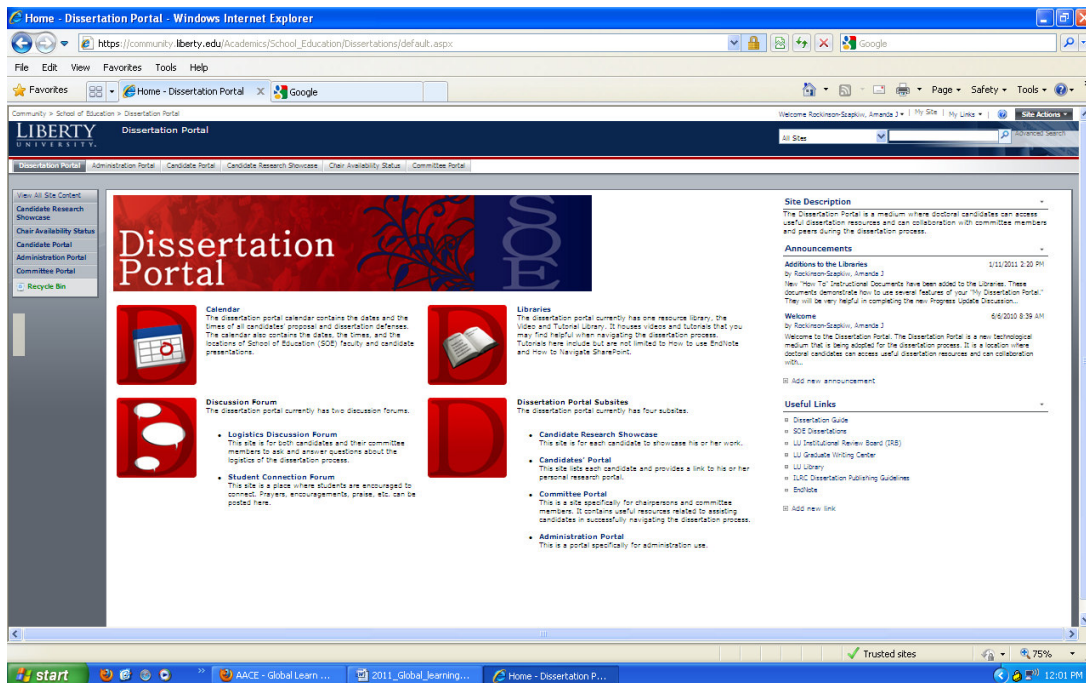 Home - Dissertation Portal - Windows Internet Explorer
https://community.liberty.edu/Academics/School_Education/Dissertations/default.aspx
Google
File Edit View Favorites Tools Help
Favorites
Home - Dissertation Portal X
Google
Page Safety Tools
Community > School of Education > Dissertation Portal
Welcome Rockinson-Szapkiw, Amanda J | My Site | My Links | Site Actions
LIBERTY
UNIVERSITY.
Dissertation Portal
All Sites
Advanced Search
Dissertation Portal Administration Portal Candidate Portal Candidate Research Showcase Chair Availability Status Committee Portal
View All Site Content
Candidate Research
Showcase
Chair Availability Status
Candidate Portal
Administration Portal
Committee Portal
Recycle Bin
Dissertation
Portal
SOE
Calendar
The dissertation portal calendar contains the dates and the
times of all candidates' proposal and dissertation defenses.
The calendar also contains the dates, the times, and the
locations of School of Education (SOE) faculty and candidate
presentations.
Libraries
The dissertation portal currently has one resource library, the
Video and Tutorial Library. It houses videos and tutorials that you
may find helpful when navigating the dissertation process.
Tutorials here include but are not limited to How to use EndNote
and How to Navigate SharePoint.
D
Discussion Forum
The dissertation portal currently has two discussion forums.
• Logistics Discussion Forum
This site is for both candidates and their committee
members to ask and answer questions about the
logistics of the dissertation process.
• Student Connection Forum
This site is a place where students are encouraged to
connect. Prayers, encouragements, praise, etc. can be
posted here.
D
Dissertation Portal Subsites
The dissertation portal currently has four subsites.
• Candidate Research Showcase
This site is for each candidate to showcase his or her work.
• Candidates' Portal
This site lists each candidate and provides a link to his or her
personal research portal.
• Committee Portal
This is a site specifically for chairpersons and committee
members. It contains useful resources related to assisting
candidates in successfully navigating the dissertation process.
• Administration Portal
This is a portal specifically for administration use.
Site Description
The Dissertation Portal is a medium where doctoral candidates can access
useful dissertation resources and can collaboration with committee members
and peers during the dissertation process.
Announcements
Additions to the Libraries 1/11/2011 2:20 PM
by Rockinson-Szapkiw, Amanda J
New "How To" Instructional Documents have been added to the Libraries. These
documents demonstrate how to use several features of your "My Dissertation Portal."
They will be very helpful in completing the new Progress Update Discussion...
Welcome 6/6/2010 8:39 AM
by Rockinson-Szapkiw, Amanda J
Welcome to the Dissertation Portal. The Dissertation Portal is a new technological
medium that is being adopted for the dissertation process. It is a location where
doctoral candidates can access useful dissertation resources and can collaboration
with...
Add new announcement
Useful Links
Dissertation Guide
SOE Dissertations
LU Institutional Review Board (IRB)
LU Graduate Writing Center
LU Library
ILRC Dissertation Publishing Guidelines
EndNote
Add new link
Trusted sites
75%
start
AACE - Global Learn ...
2011_Global_learning...
Home - Dissertation P...
12:01 PM